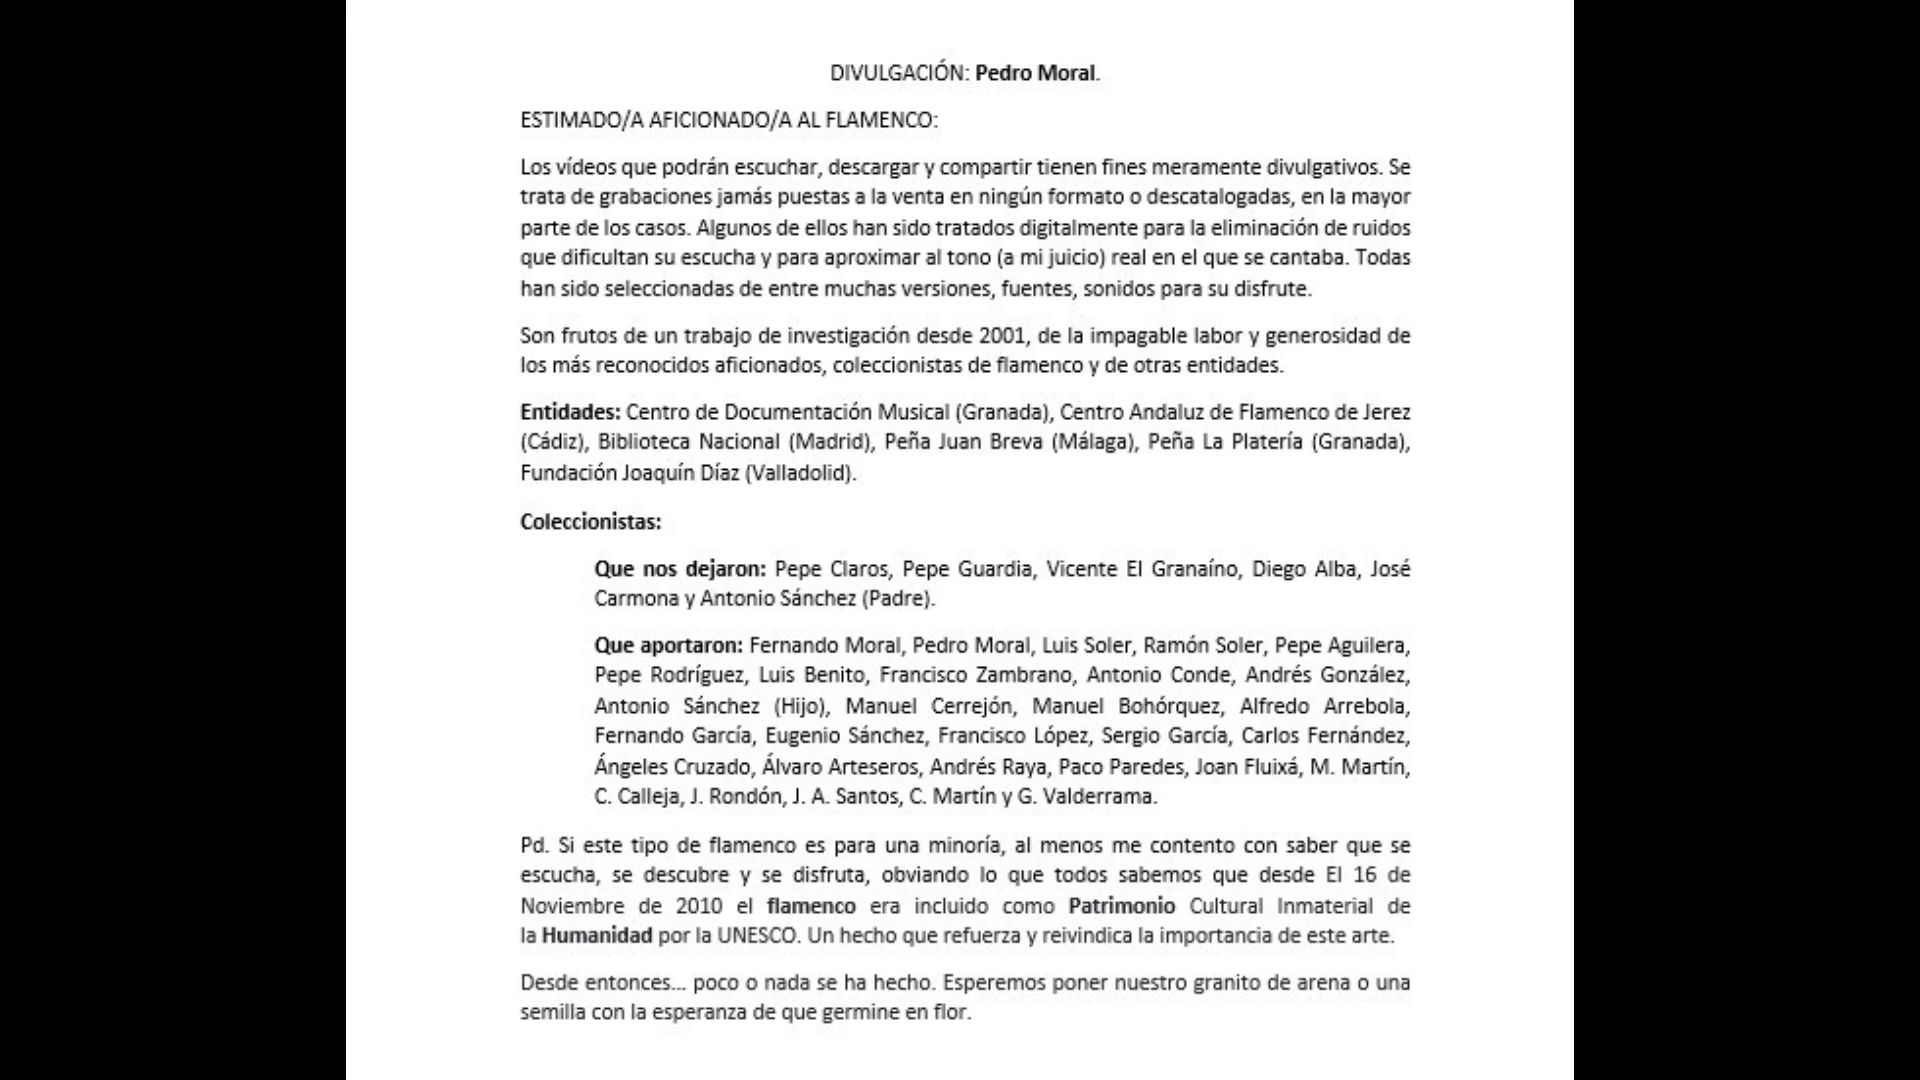 DIVULGACIÓN: Pedro Moral.
ESTIMADO/A AFICIONADO/A AL FLAMENCO:
Los vídeos que podrán escuchar, descargar y compartir tienen fines meramente divulgativos. Se
trata de grabaciones jamás puestas a la venta en ningún formato o descatalogadas, en la mayor
parte de los casos. Algunos de ellos han sido tratados digitalmente para la eliminación de ruidos
que dificultan su escucha y para aproximar al tono (a mi juicio) real en el que se cantaba. Todas
han sido seleccionadas de entre muchas versiones, fuentes, sonidos para su disfrute.
Son frutos de un trabajo de investigación desde 2001, de la impagable labor y generosidad de
los más reconocidos aficionados, coleccionistas de flamenco y de otras entidades.
Entidades: Centro de Documentación Musical (Granada), Centro Andaluz de Flamenco de Jerez
(Cádiz), Biblioteca Nacional (Madrid), Peña Juan Breva (Málaga), Peña La Platería (Granada),
Fundación Joaquín Díaz (Valladolid).
Coleccionistas:
Que nos dejaron: Pepe Claros, Pepe Guardia, Vicente El Granaíno, Diego Alba, José
Carmona y Antonio Sánchez (Padre).
Que aportaron: Fernando Moral, Pedro Moral, Luis Soler, Ramón Soler, Pepe Aguilera,
Pepe Rodríguez, Luis Benito, Francisco Zambrano, Antonio Conde, Andrés González,
Antonio Sánchez (Hijo), Manuel Cerrejón, Manuel Bohórquez, Alfredo Arrebola,
Fernando García, Eugenio Sánchez, Francisco López, Sergio García, Carlos Fernández,
Ángeles Cruzado, Álvaro Arteseros, Andrés Raya, Paco Paredes, Joan Fluixá, M. Martín,
C. Calleja, J. Rondón, J. A. Santos, C. Martín y G. Valderrama.
Pd. Si este tipo de flamenco es para una minoría, al menos me contento con saber que se
escucha, se descubre y se disfruta, obviando lo que todos sabemos que desde El 16 de
Noviembre de 2010 el flamenco era incluido como Patrimonio Cultural Inmaterial de
la Humanidad por la UNESCO. Un hecho que refuerza y reivindica la importancia de este arte.
Desde entonces... poco o nada se ha hecho. Esperemos poner nuestro granito de arena o una
semilla con la esperanza de que germine en flor.